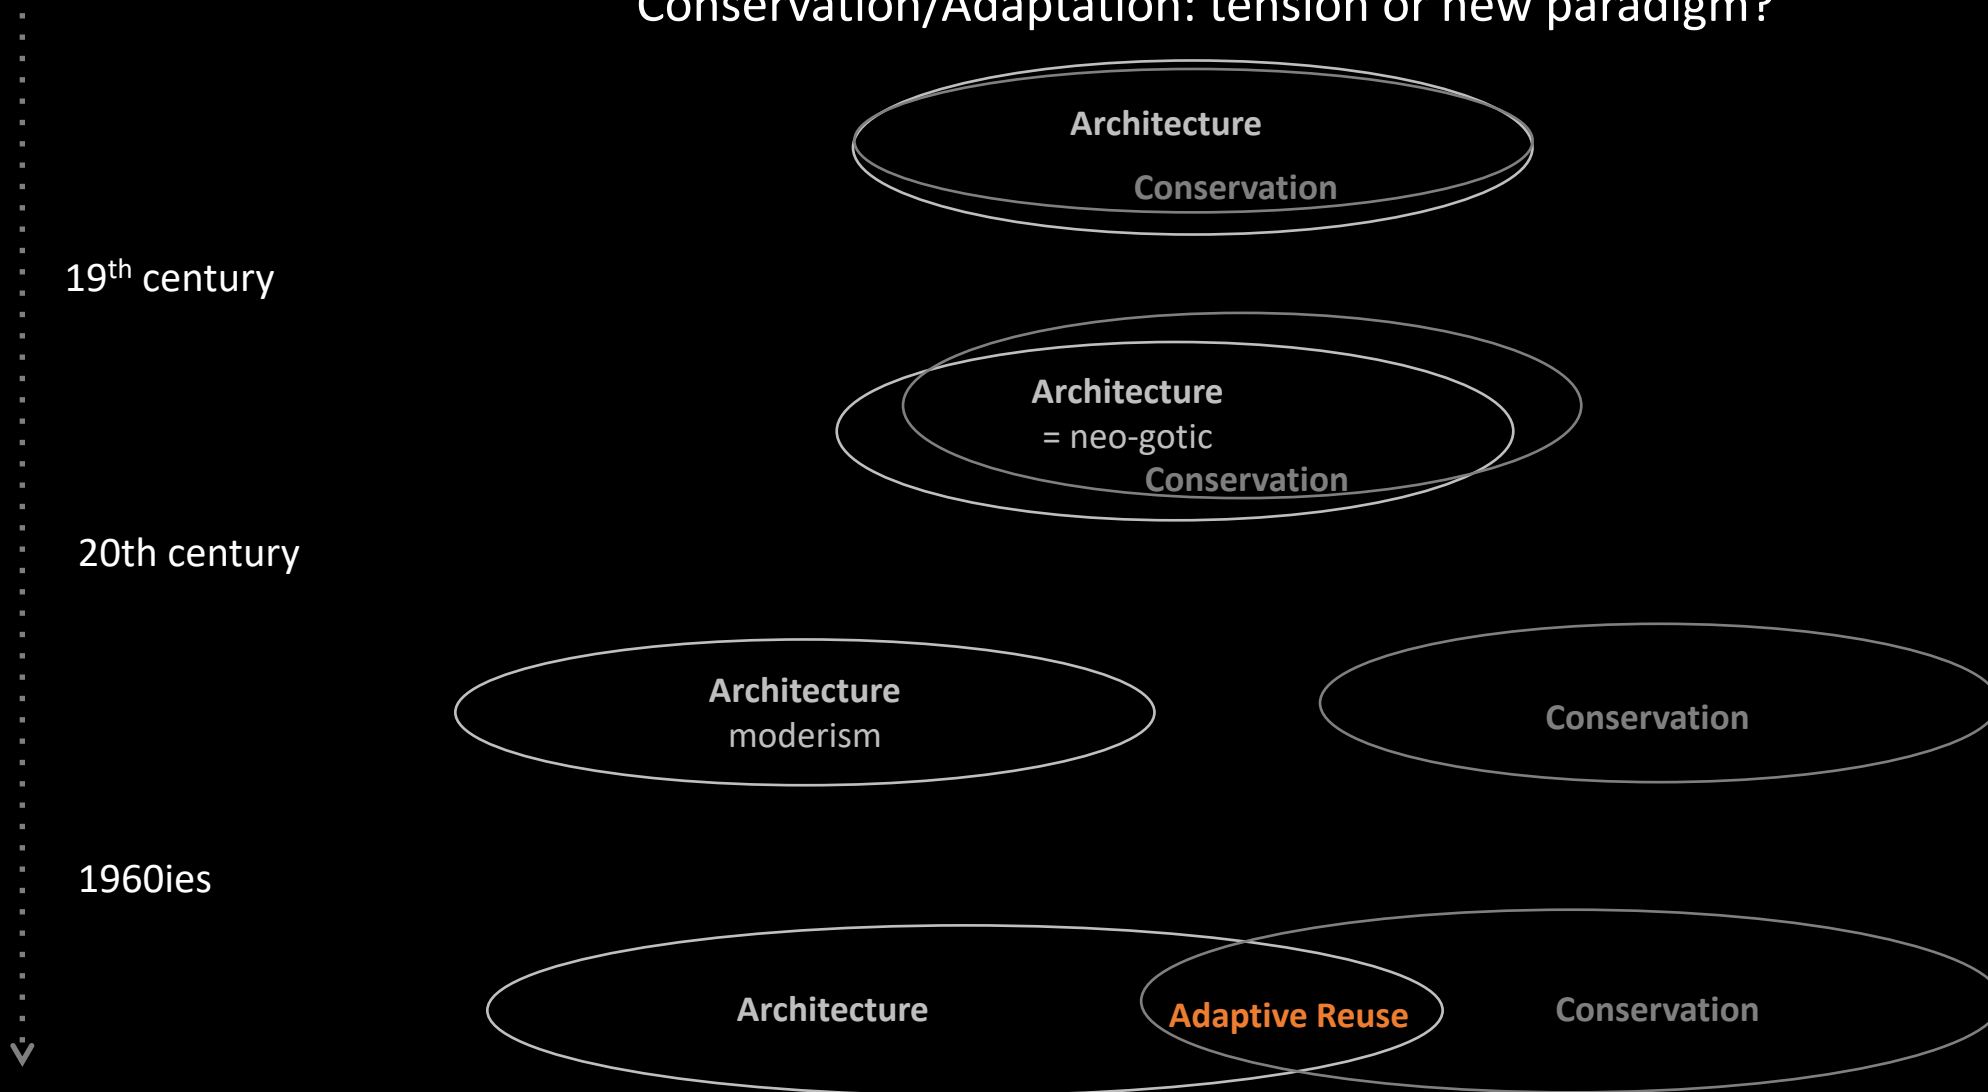 Conservation/Adaptation: tension or new paradigm?
Architecture
Conservation
19th century
Architecture
= neo-gotic
Conservation
20th century
Architecture
moderism
Conservation
1960ies
Architecture
Adaptive Reuse
Conservation